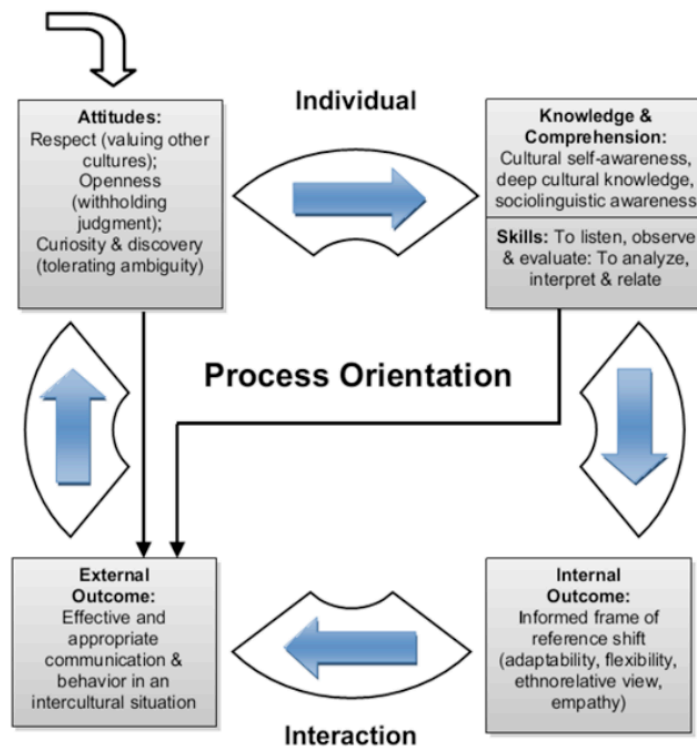 Individual
Attitudes:
Respect (valuing other
cultures);
Openness
(withholding
judgment);
Curiosity & discovery
(tolerating ambiguity)
Knowledge &
Comprehension:
Cultural self-awareness,
deep cultural knowledge,
sociolinguistic awareness
Skills: To listen, observe
& evaluate: To analyze,
interpret & relate
Process Orientation
External
Outcome:
Effective and
appropriate
communication &
behavior in an
intercultural situation
Internal
Outcome:
Informed frame of
reference shift
(adaptability, flexibility,
ethnorelative view,
empathy)
Interaction